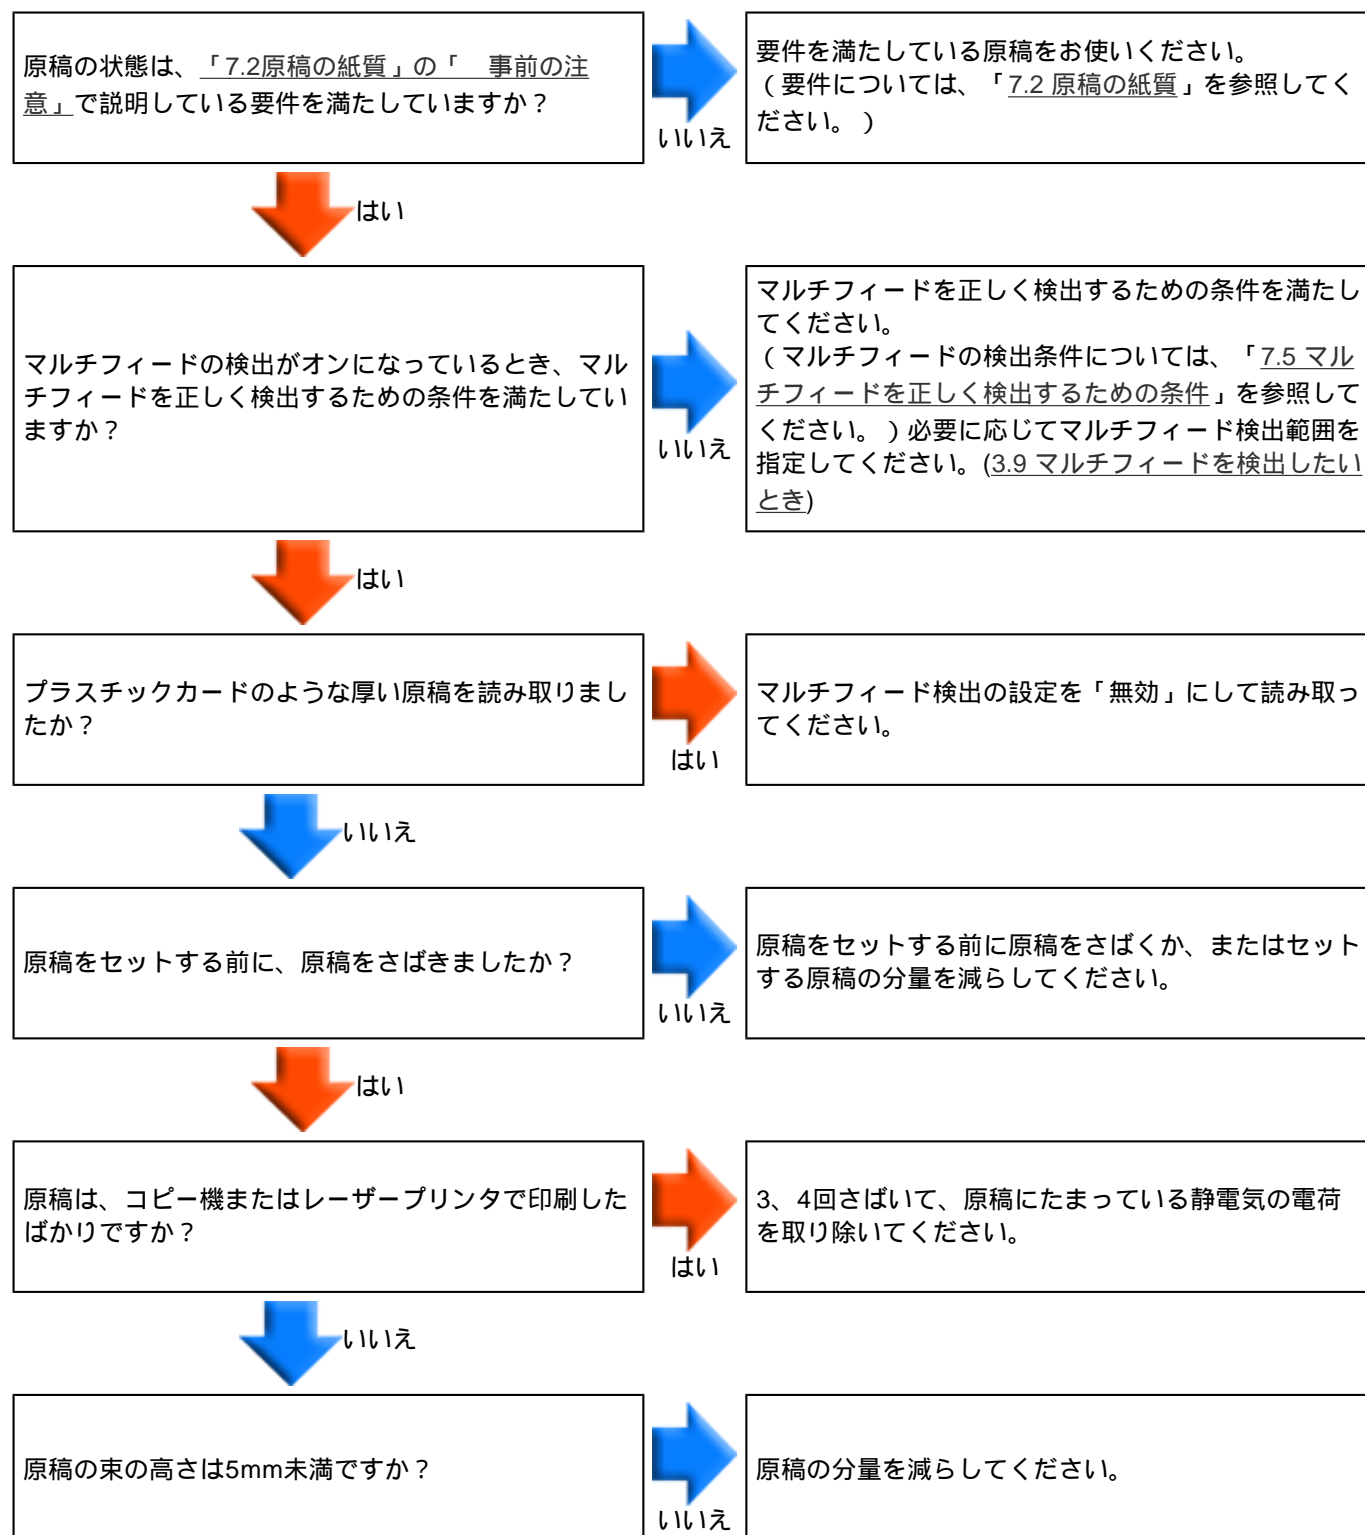 原稿の状態は、「7.2原稿の紙質」の「　事前の注
意」で説明している要件を満たしていますか？
いいえ
要件を満たしている原稿をお使いください。
（要件については、「7.2 原稿の紙質」を参照してく
ださい。）
はい
マルチフィードの検出がオンになっているとき、マル
チフィードを正しく検出するための条件を満たしてい
ますか？
いいえ
マルチフィードを正しく検出するための条件を満たし
てください。
（マルチフィードの検出条件については、「7.5 マル
チフィードを正しく検出するための条件」を参照して
ください。）必要に応じてマルチフィード検出範囲を
指定してください。(3.9 マルチフィードを検出したい
とき)
はい
プラスチックカードのような厚い原稿を読み取りまし
たか？
はい
マルチフィード検出の設定を「無効」にして読み取っ
てください。
いいえ
原稿をセットする前に、原稿をさばきましたか？
いいえ
原稿をセットする前に原稿をさばくか、またはセット
する原稿の分量を減らしてください。
はい
原稿は、コピー機またはレーザープリンタで印刷した
ばかりですか？
はい
3、4回さばいて、原稿にたまっている静電気の電荷
を取り除いてください。
いいえ
原稿の束の高さは5mm未満ですか？
いいえ
原稿の分量を減らしてください。